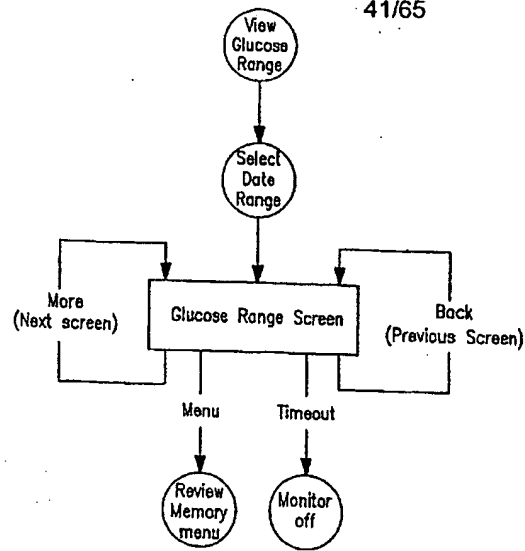 41/65
View
Glucose
Range
Select
Date
Range
More
(Next screen)
Glucose Range Screen
Back
(Previous Screen)
Menu
Timeout
Review
Memory
menu
Monitor
off